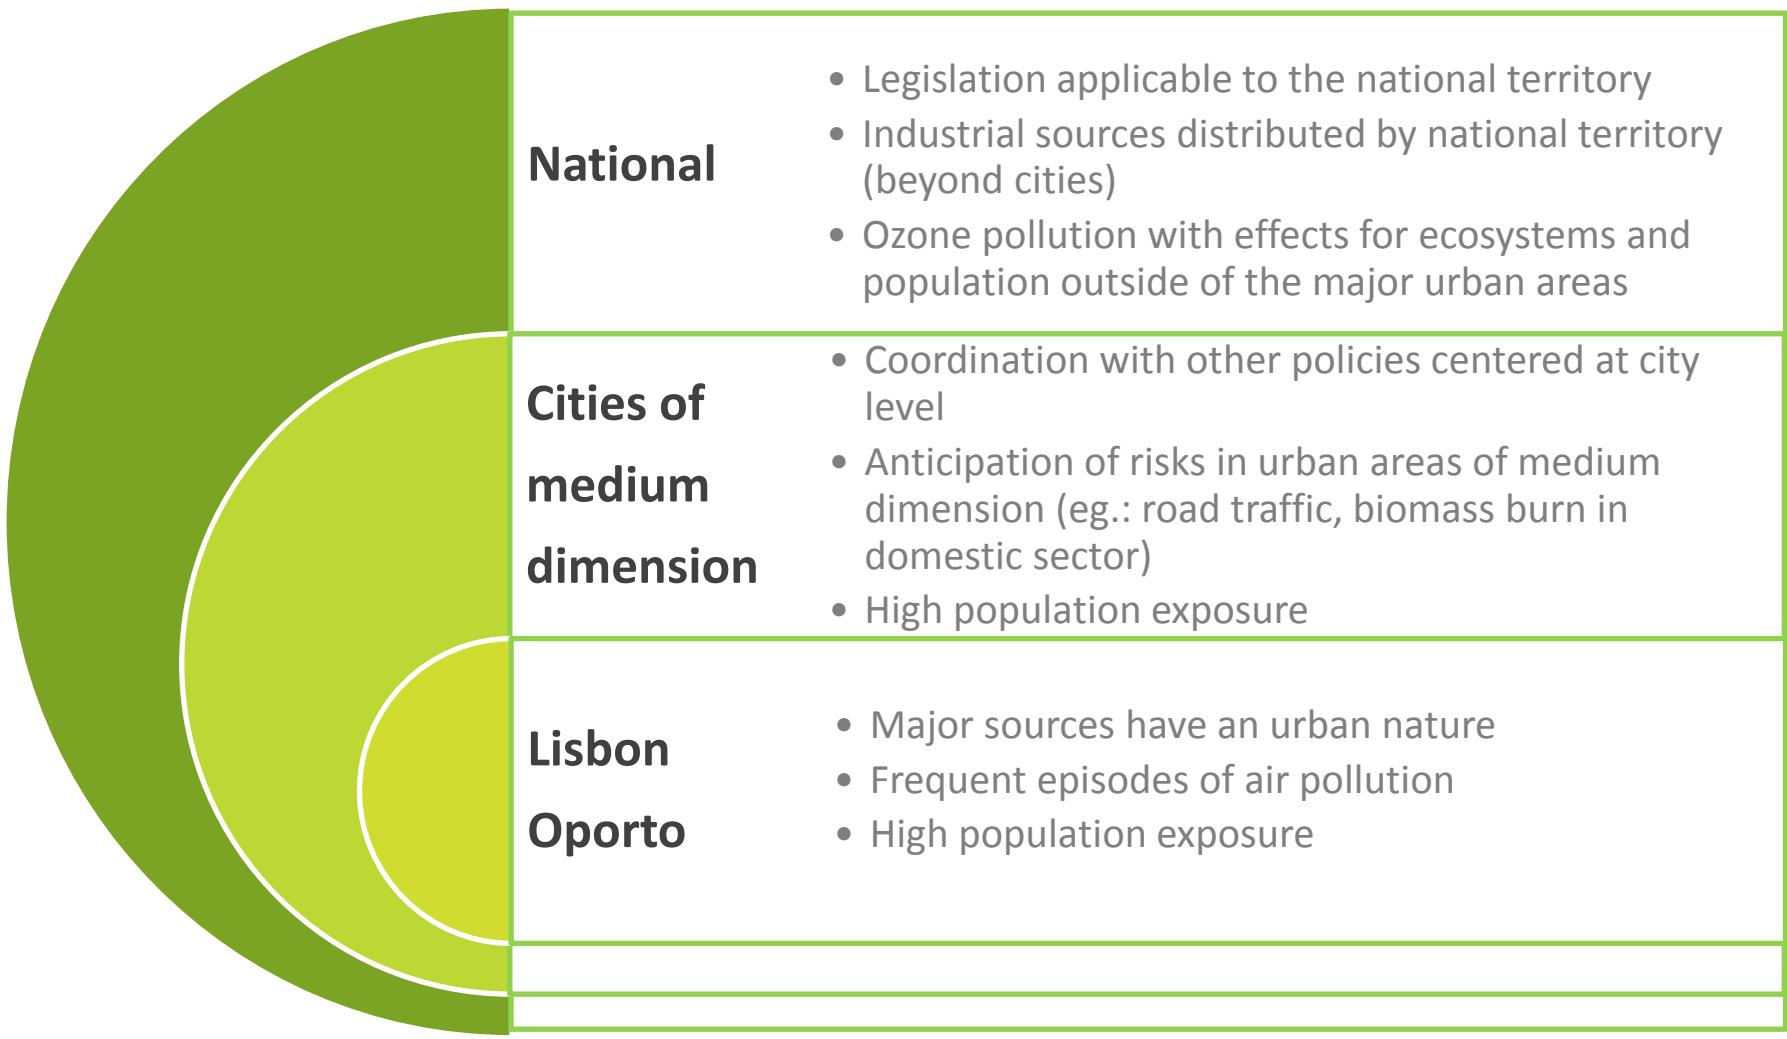 National
• Legislation applicable to the national territory
• Industrial sources distributed by national territory
(beyond cities)
• Ozone pollution with effects for ecosystems and
population outside of the major urban areas
Cities of
medium
dimension
• Coordination with other policies centered at city
level
• Anticipation of risks in urban areas of medium
dimension (eg.: road traffic, biomass burn in
domestic sector)
• High population exposure
Lisbon
Oporto
• Major sources have an urban nature
• Frequent episodes of air pollution
• High population exposure